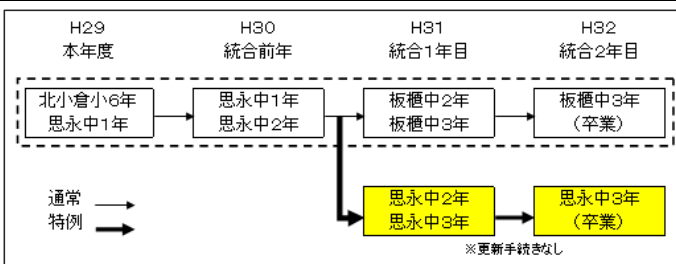 H29
本年度
H30
統合前年
H31
統合1年目
H32
統合2年目
北小倉小6年
思永中1年
思永中1年
思永中2年
板櫃中2年
板櫃中3年
板櫃中3年
(卒業)
通常
特例
思永中2年
思永中3年
思永中3年
(卒業)
※更新手続きなし